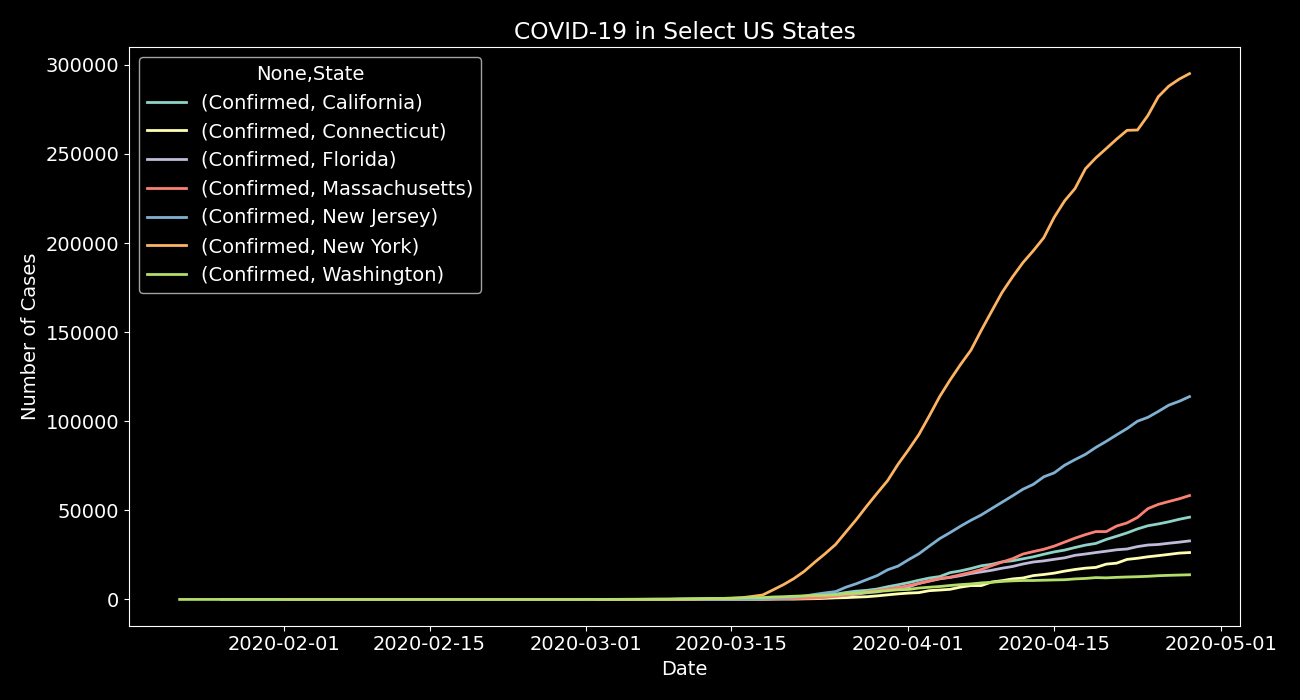 COVID-19 in Select US States
300000
250000
200000
150000
100000
50000
0
Number of Cases
None,State
(Confirmed, California)
(Confirmed, Connecticut)
(Confirmed, Florida)
(Confirmed, Massachusetts)
(Confirmed, New Jersey)
(Confirmed, New York)
(Confirmed, Washington)
2020-02-01 2020-02-15 2020-03-01 2020-03-15 2020-04-01 2020-04-15 2020-05-01
Date